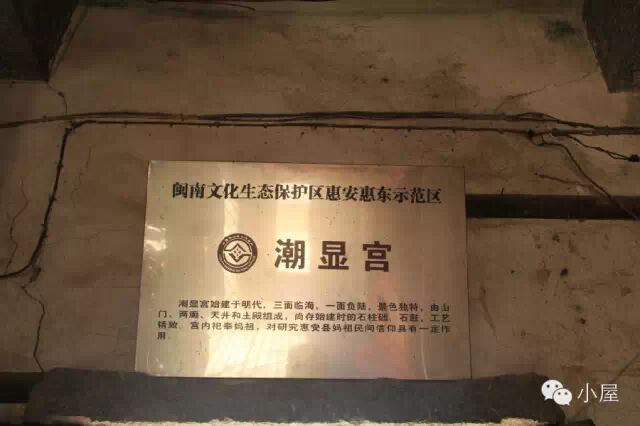 闽南文化生态保护区惠安惠东示范区
潮显宫
潮显宫始建于明代，三面临海，一面负陆，景色独特，由山
门、两廊、天井和主殿组成，尚存始建时的石柱础、石鼓，工艺
精致。宫内祀奉妈祖，对研究惠安县妈祖民间信仰具有一定作
用。
小屋